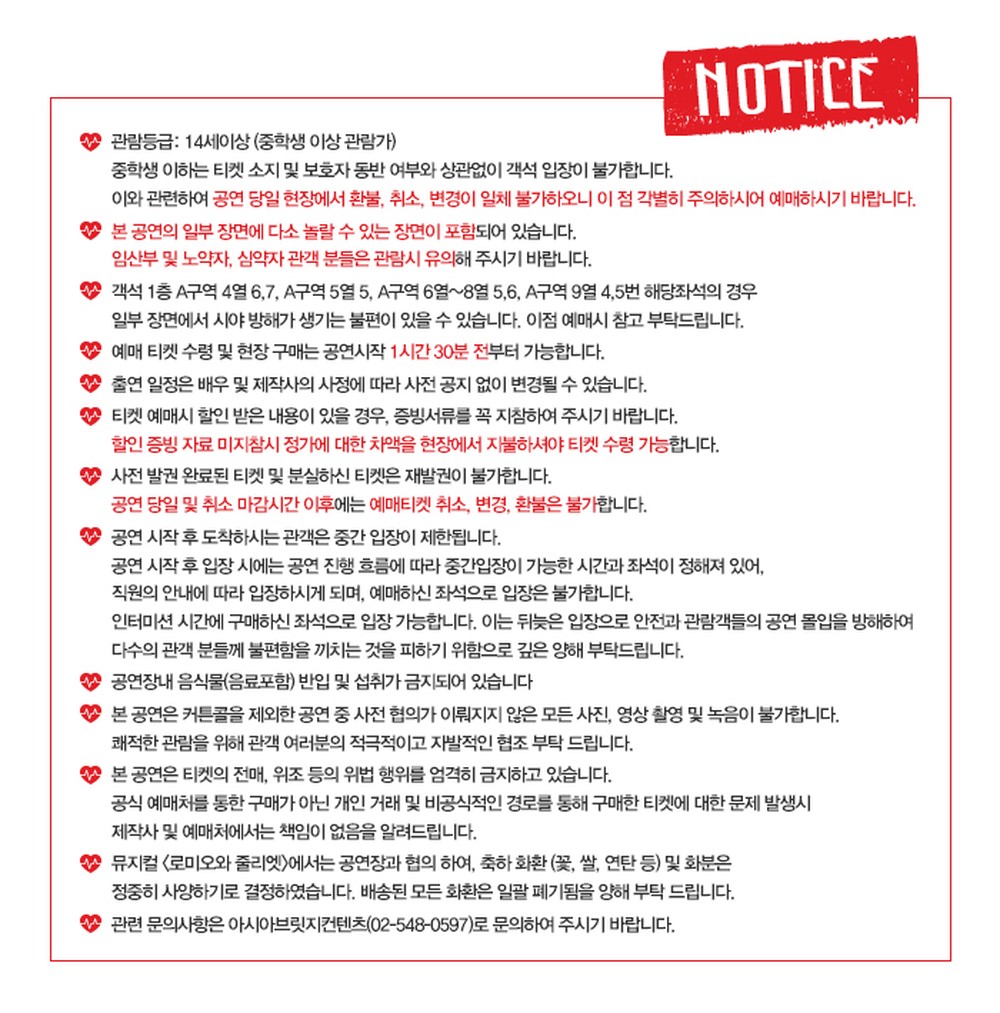 NOTICE
관람등급: 14세이상 (중학생 이상 관람가)
중학생 이하는 티켓 소지 및 보호자 동반 여부와 상관없이 객석 입장이 불가합니다.
이와 관련하여 공연 당일 현장에서 환불, 취소, 변경이 일체 불가하오니 이 점 각별히 주의하시어 예매하시기 바랍니다.
본 공연의 일부 장면에 다소 놀랄 수 있는 장면이 포함되어 있습니다.
임산부 및 노약자, 심약자 관객 분들은 관람시 유의해 주시기 바랍니다.
객석 1층 A구역 4열 6,7, A구역 5열 5, A구역 6열~8열 5,6, A구역 9열 4,5번 해당좌석의 경우
일부 장면에서 시야 방해가 생기는 불편이 있을 수 있습니다. 이점 예매시 참고 부탁드립니다.
예매 티켓 수령 및 현장 구매는 공연시작 1시간 30분 전부터 가능합니다.
출연 일정은 배우 및 제작사의 사정에 따라 사전 공지 없이 변경될 수 있습니다.
티켓 예매시 할인 받은 내용이 있을 경우, 증빙서류를 꼭 지참하여 주시기 바랍니다.
할인 증빙 자료 미지참시 정가에 대한 차액을 현장에서 지불하셔야 티켓 수령 가능합니다.
사전 발권 완료된 티켓 및 분실하신 티켓은 재발권이 불가합니다.
공연 당일 및 취소 마감시간 이후에는 예매티켓 취소, 변경, 환불은 불가합니다.
공연 시작 후 도착하시는 관객은 중간 입장이 제한됩니다.
공연 시작 후 입장 시에는 공연 진행 흐름에 따라 중간입장이 가능한 시간과 좌석이 정해져 있어,
직원의 안내에 따라 입장하시게 되며, 예매하신 좌석으로 입장은 불가합니다.
인터미션 시간에 구매하신 좌석으로 입장 가능합니다. 이는 뒤늦은 입장으로 안전과 관람객들의 공연 몰입을 방해하여
다수의 관객 분들께 불편함을 끼치는 것을 피하기 위함으로 깊은 양해 부탁드립니다.
공연장내 음식물(음료포함) 반입 및 섭취가 금지되어 있습니다
본 공연은 커튼콜을 제외한 공연 중 사전 협의가 이뤄지지 않은 모든 사진, 영상 촬영 및 녹음이 불가합니다.
쾌적한 관람을 위해 관객 여러분의 적극적이고 자발적인 협조 부탁 드립니다.
본 공연은 티켓의 전매, 위조 등의 위법 행위를 엄격히 금지하고 있습니다.
공식 예매처를 통한 구매가 아닌 개인 거래 및 비공식적인 경로를 통해 구매한 티켓에 대한 문제 발생시
제작사 및 예매처에서는 책임이 없음을 알려드립니다.
뮤지컬 <로미오와 줄리엣>에서는 공연장과 협의 하여, 축하 화환 (꽃, 쌀, 연탄 등) 및 화분은
정중히 사양하기로 결정하였습니다. 배송된 모든 화환은 일괄 폐기됨을 양해 부탁 드립니다.
관련 문의사항은 아시아브릿지컨텐츠(02-548-0597)로 문의하여 주시기 바랍니다.